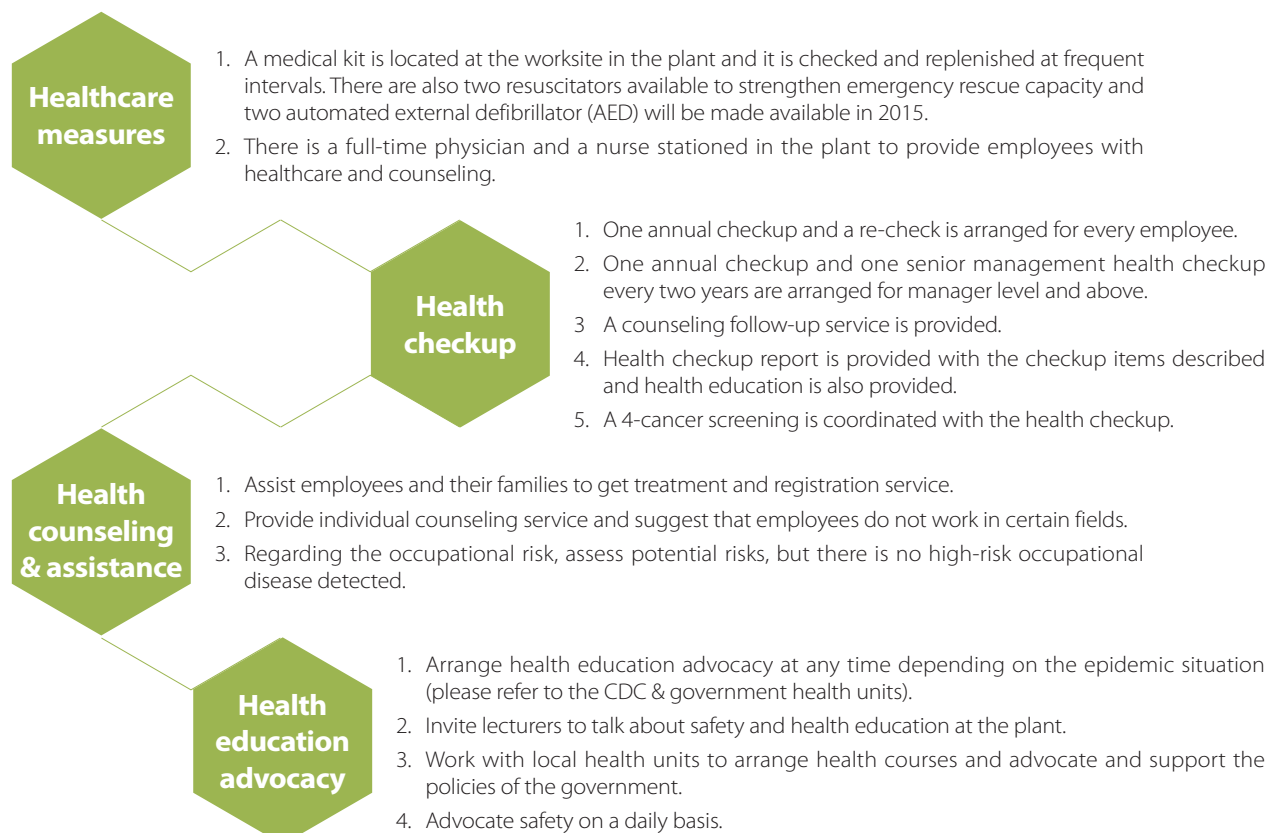 Healthcare
measures
1. A medical kit is located at the worksite in the plant and it is checked and replenished at frequent
intervals. There are also two resuscitators available to strengthen emergency rescue capacity and
two automated external defibrillator (AED) will be made available in 2015.
2. There is a full-time physician and a nurse stationed in the plant to provide employees with
healthcare and counseling.
Health
checkup
1. One annual checkup and a re-check is arranged for every employee.
2. One annual checkup and one senior management health checkup
every two years are arranged for manager level and above.
3 A counseling follow-up service is provided.
4. Health checkup report is provided with the checkup items described
and health education is also provided.
5. A 4-cancer screening is coordinated with the health checkup.
Health
counseling
& assistance
1. Assist employees and their families to get treatment and registration service.
2. Provide individual counseling service and suggest that employees do not work in certain fields.
3. Regarding the occupational risk, assess potential risks, but there is no high-risk occupational
disease detected.
Health
education
advocacy
1. Arrange health education advocacy at any time depending on the epidemic situation
(please refer to the CDC & government health units).
2. Invite lecturers to talk about safety and health education at the plant.
3. Work with local health units to arrange health courses and advocate and support the
policies of the government.
4. Advocate safety on a daily basis.